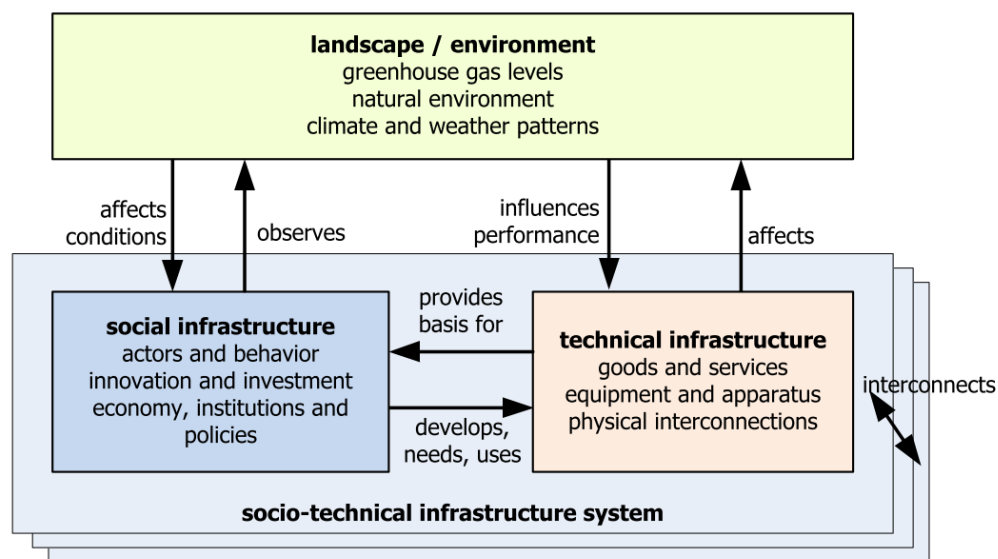 landscape / environment
greenhouse gas levels
natural environment
climate and weather patterns
affects
conditions
observes
influences
performance
affects
social infrastructure
actors and behavior
innovation and investment
economy, institutions and
policies
provides
basis for
develops,
needs, uses
technical infrastructure
goods and services
equipment and apparatus
physical interconnections
interconnects
socio-technical infrastructure system